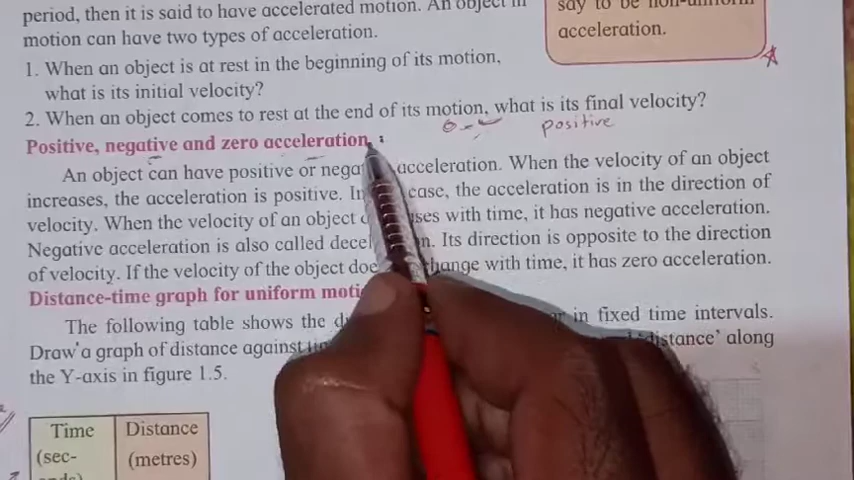 period, then it is said to have accelerated motion. An object in
motion can have two types of acceleration.
say to be non-uniform
acceleration.
1. When an object is at rest in the beginning of its motion,
what is its initial velocity?
2. When an object comes to rest at the end of its motion, what is its final velocity?
positive
Positive, negative and zero acceleration
An object can have positive or acceleration. When the velocity of an object
increases, the acceleration is positive. In case, the acceleration is in the direction of
velocity. When the velocity of an object with time, it has negative acceleration.
Negative acceleration is also called Its direction is opposite to the direction
of velocity. If the velocity of the object change with time, it has zero acceleration.
Distance-time graph for uniform
The following table shows the in fixed time intervals.
Draw a graph of distance against distance' along
the Y-axis in figure 1.5.
Time Distance
(sec- (metres)
onds)